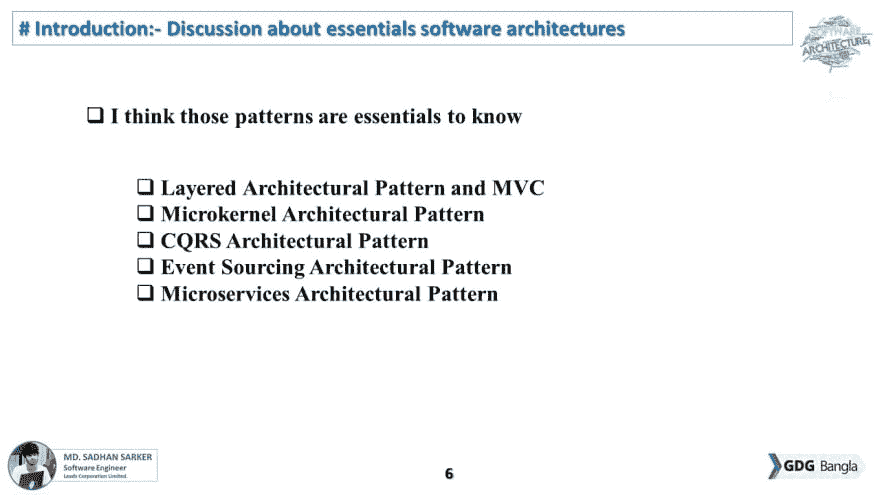 # Introduction:- Discussion about essentials software architectures
SOFTWARE
ARCHITECTURE
❑ I think those patterns are essentials to know
❑ Layered Architectural Pattern and MVC
❑ Microkernel Architectural Pattern
❑ CQRS Architectural Pattern
❑ Event Sourcing Architectural Pattern
❑ Microservices Architectural Pattern
MD. SADHAN SARKER
Software Engineer
Leads Corporation Limited.
6
GDG Bangla